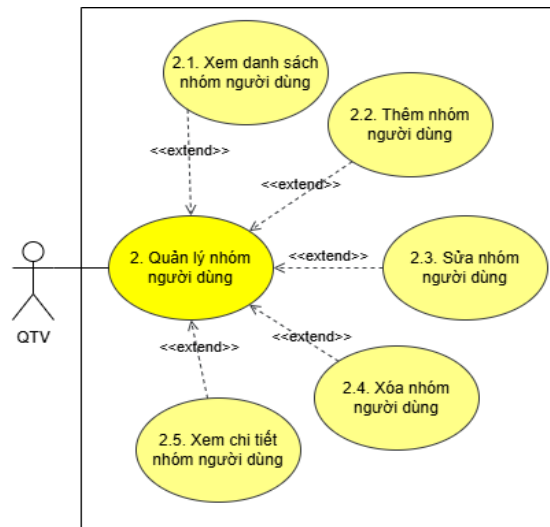 2.1. Xem danh sách
nhóm người dùng
2.2. Thêm nhóm
người dùng
<<extend>>
<<extend>>
2. Quản lý nhóm
người dùng
<<extend>>
2.3. Sửa nhóm
người dùng
QTV
<<extend>>
<<extend>>
2.4. Xóa nhóm
người dùng
2.5. Xem chi tiết
nhóm người dùng